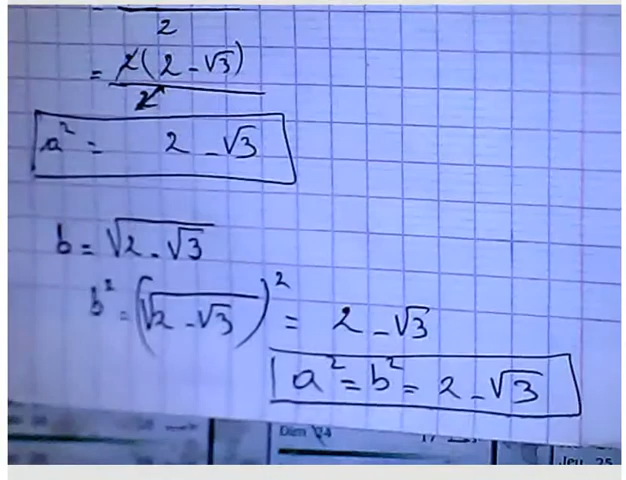 2
= 2(2 - √3)
2
a² = 2 - √3
b = √(2 - √3)
b² = (√(2 - √3))² = 2 - √3
a² = b² = 2 - √3
Dim 24
Jeu 25